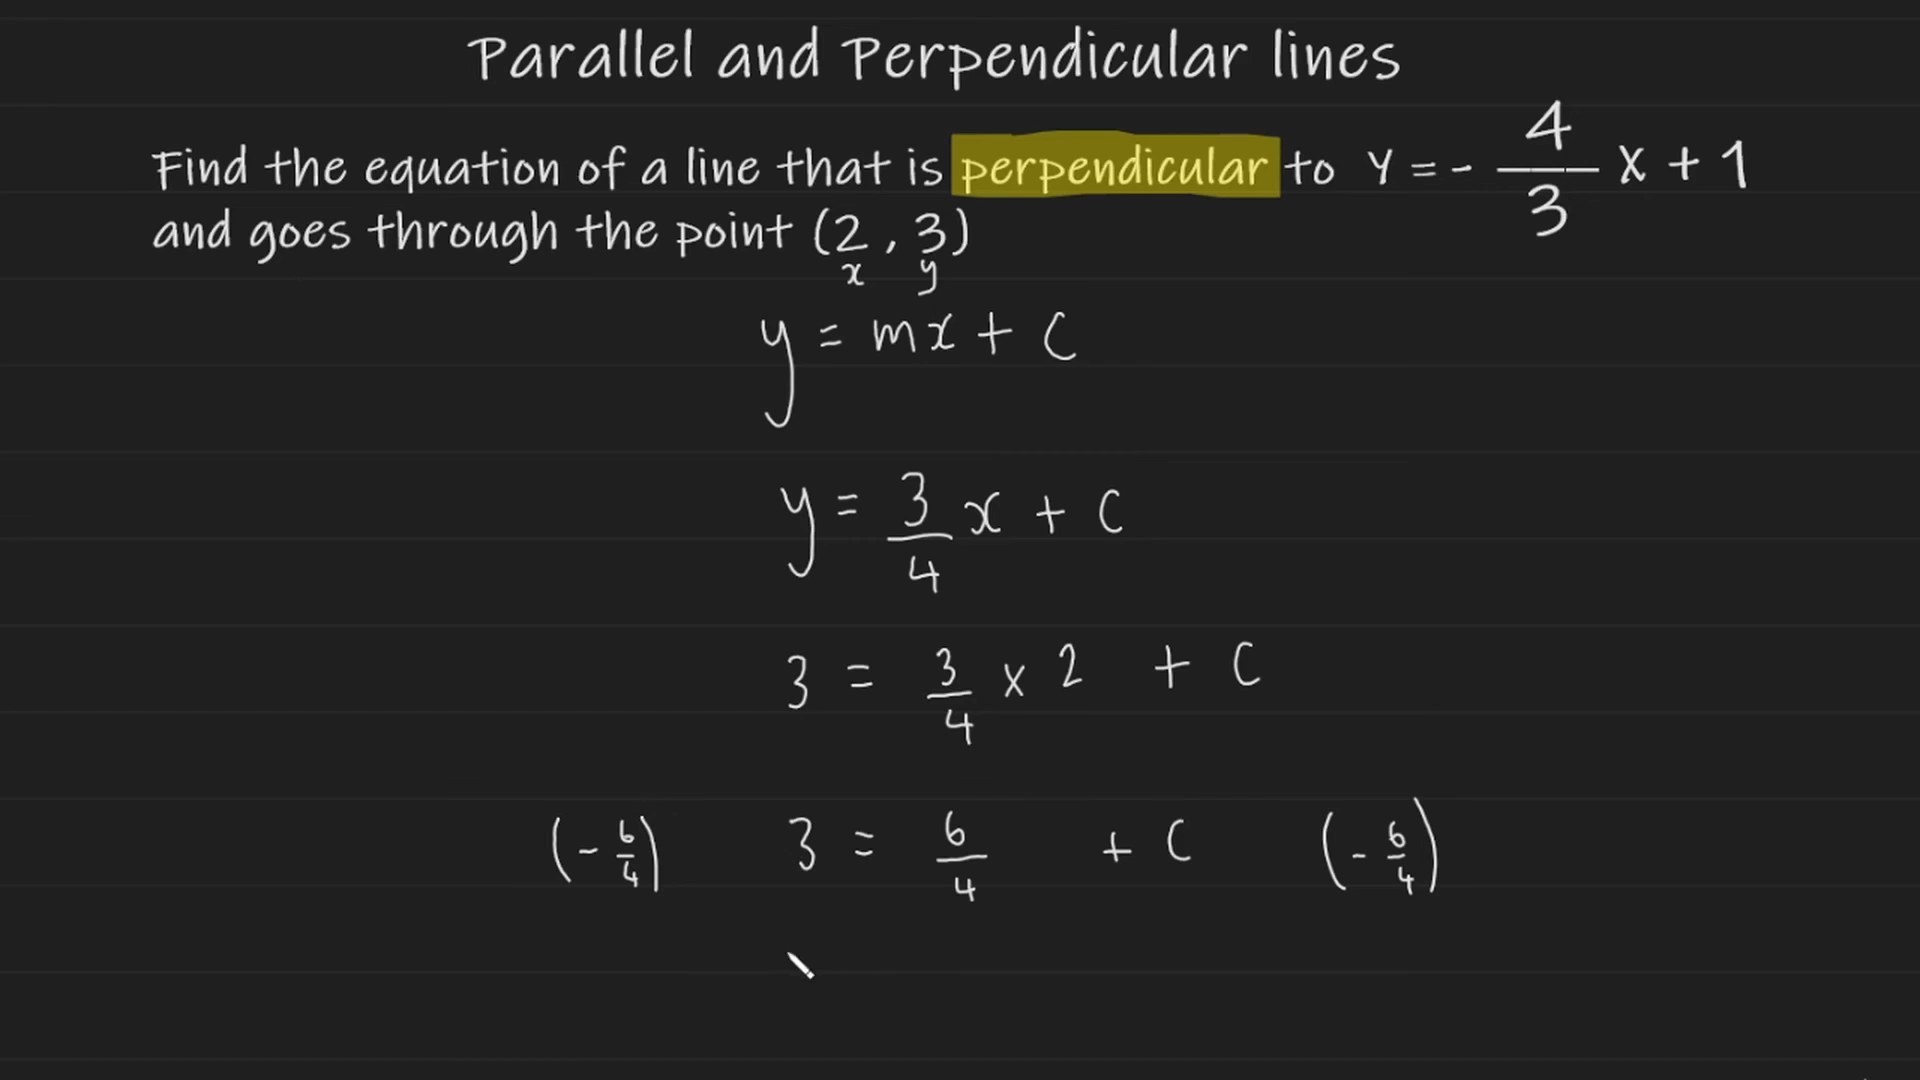 Parallel and Perpendicular lines
Find the equation of a line that is perpendicular to Y = - 4/3 X + 1
and goes through the point (2 , 3)
x y
y = mx + C
y = 3/4 x + C
3 = 3/4 x 2 + C
(- 6/4) 3 = 6/4 + C (- 6/4)